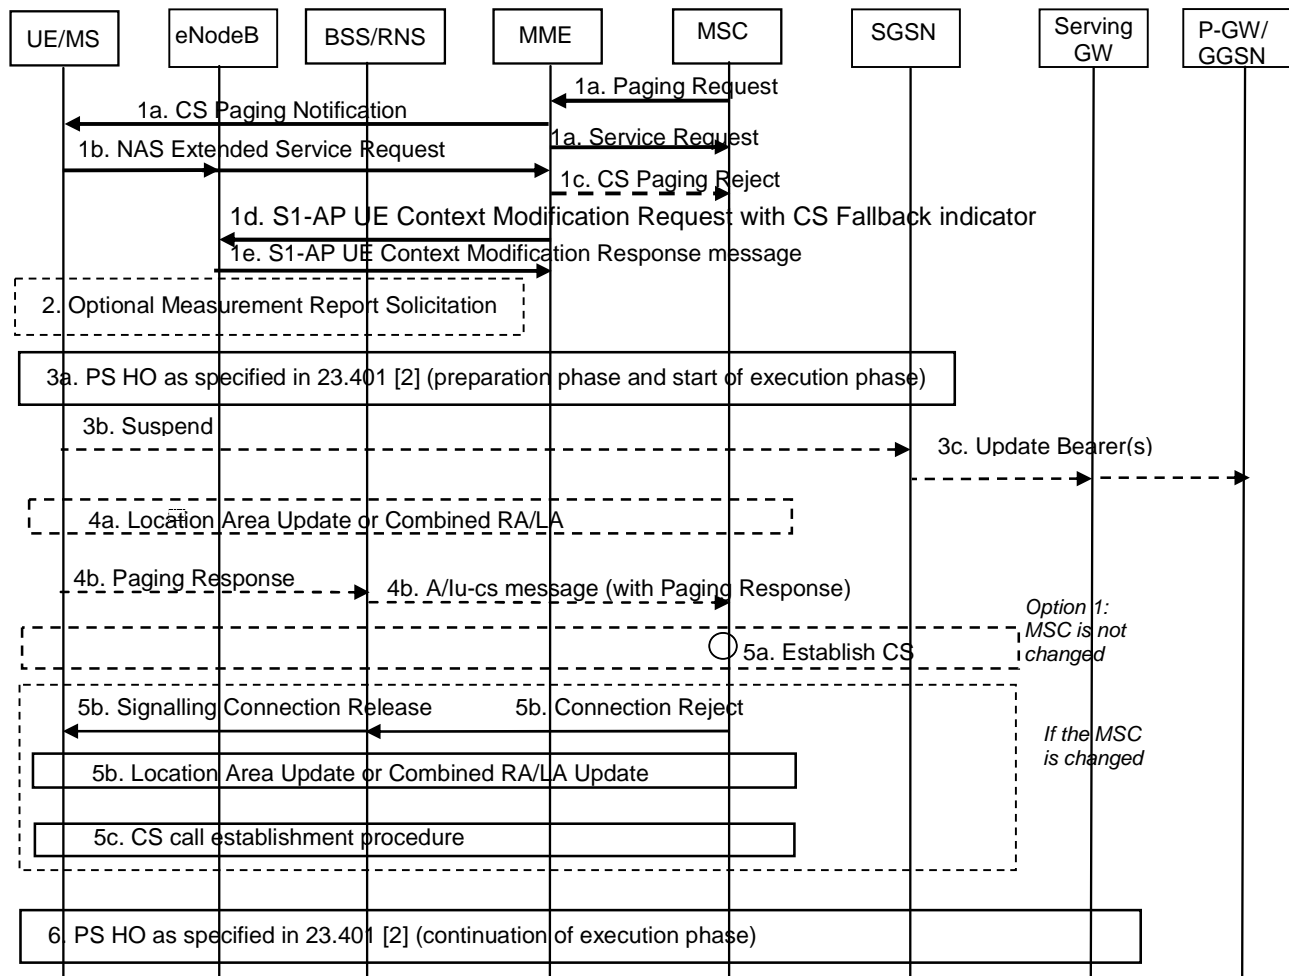 UE/MS
eNodeB
BSS/RNS
MME
MSC
SGSN
Serving
GW
P-GW/
GGSN
1a. Paging Request
1a. CS Paging Notification
1a. Service Request
1b. NAS Extended Service Request
1c. CS Paging Reject
1d. S1-AP UE Context Modification Request with CS Fallback indicator
1e. S1-AP UE Context Modification Response message
2. Optional Measurement Report Solicitation
3a. PS HO as specified in 23.401 [2] (preparation phase and start of execution phase)
3b. Suspend
3c. Update Bearer(s)
4a. Location Area Update or Combined RA/LA
4b. Paging Response
4b. A/Iu-cs message (with Paging Response)
Option 1:
MSC is not
changed
5a. Establish CS
5b. Signalling Connection Release
5b. Connection Reject
If the MSC
is changed
5b. Location Area Update or Combined RA/LA Update
5c. CS call establishment procedure
6. PS HO as specified in 23.401 [2] (continuation of execution phase)